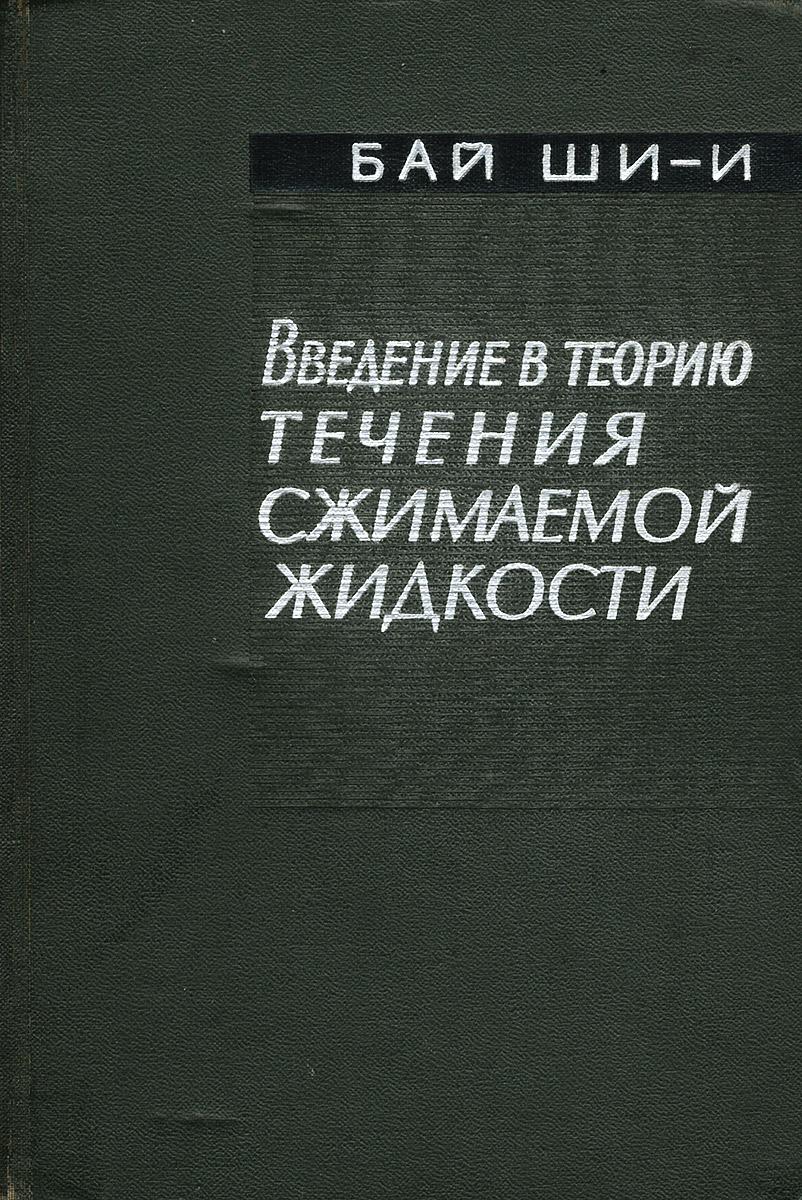 БАЙ ШИ-И
ВВЕДЕНИЕ В ТЕОРИЮ
ТЕЧЕНИЯ
СЖИМАЕМОЙ
ЖИДКОСТИ